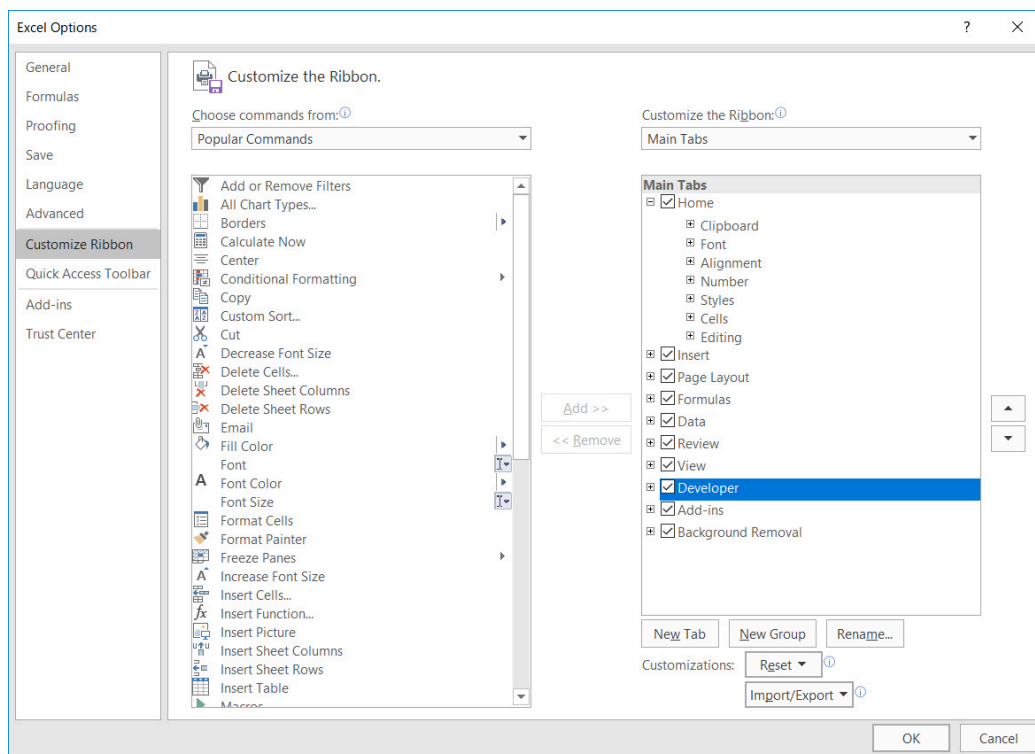 Excel Options
?
General
Formulas
Proofing
Save
Language
Advanced
Customize Ribbon
Quick Access Toolbar
Add-ins
Trust Center
Customize the Ribbon.
Choose commands from:
Popular Commands
Add or Remove Filters
All Chart Types...
Borders
Calculate Now
Center
Conditional Formatting
Copy
Custom Sort...
Cut
Decrease Font Size
Delete Cells...
Delete Sheet Columns
Delete Sheet Rows
Email
Fill Color
Font
Font Color
Font Size
Format Cells
Format Painter
Freeze Panes
Increase Font Size
Insert Cells...
Insert Function...
Insert Picture
Insert Sheet Columns
Insert Sheet Rows
Insert Table
Macros
Add >>
<< Remove
Customize the Ribbon:
Main Tabs
Main Tabs
Home
Clipboard
Font
Alignment
Number
Styles
Cells
Editing
Insert
Page Layout
Formulas
Data
Review
View
Developer
Add-ins
Background Removal
New Tab
New Group
Rename...
Customizations:
Reset
Import/Export
OK
Cancel